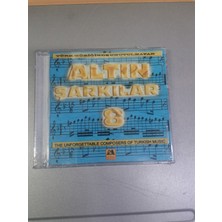 ALTIN
ŞARKILAR
8
THE UNFORGETTABLE COMPOSERS OF TURKISH MUSIC